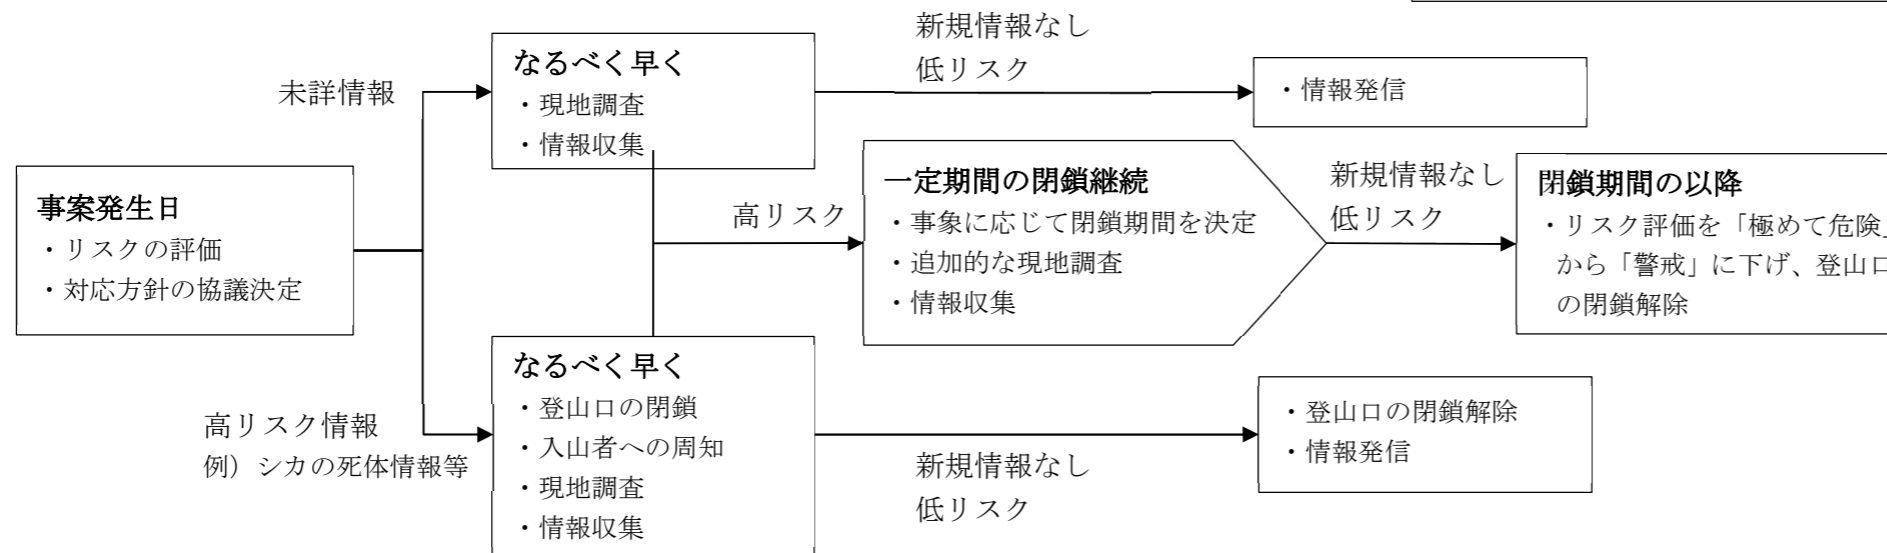 事案発生日
・リスクの評価
・対応方針の協議決定
未詳情報
なるべく早く
・現地調査
・情報収集
新規情報なし
低リスク
・情報発信
高リスク情報
例）シカの死体情報等
なるべく早く
・登山口の閉鎖
・入山者への周知
・現地調査
・情報収集
高リスク
一定期間の閉鎖継続
・事象に応じて閉鎖期間を決定
・追加的な現地調査
・情報収集
新規情報なし
低リスク
閉鎖期間の以降
・リスク評価を「極めて危険」
から「警戒」に下げ、登山口
の閉鎖解除
新規情報なし
低リスク
・登山口の閉鎖解除
・情報発信